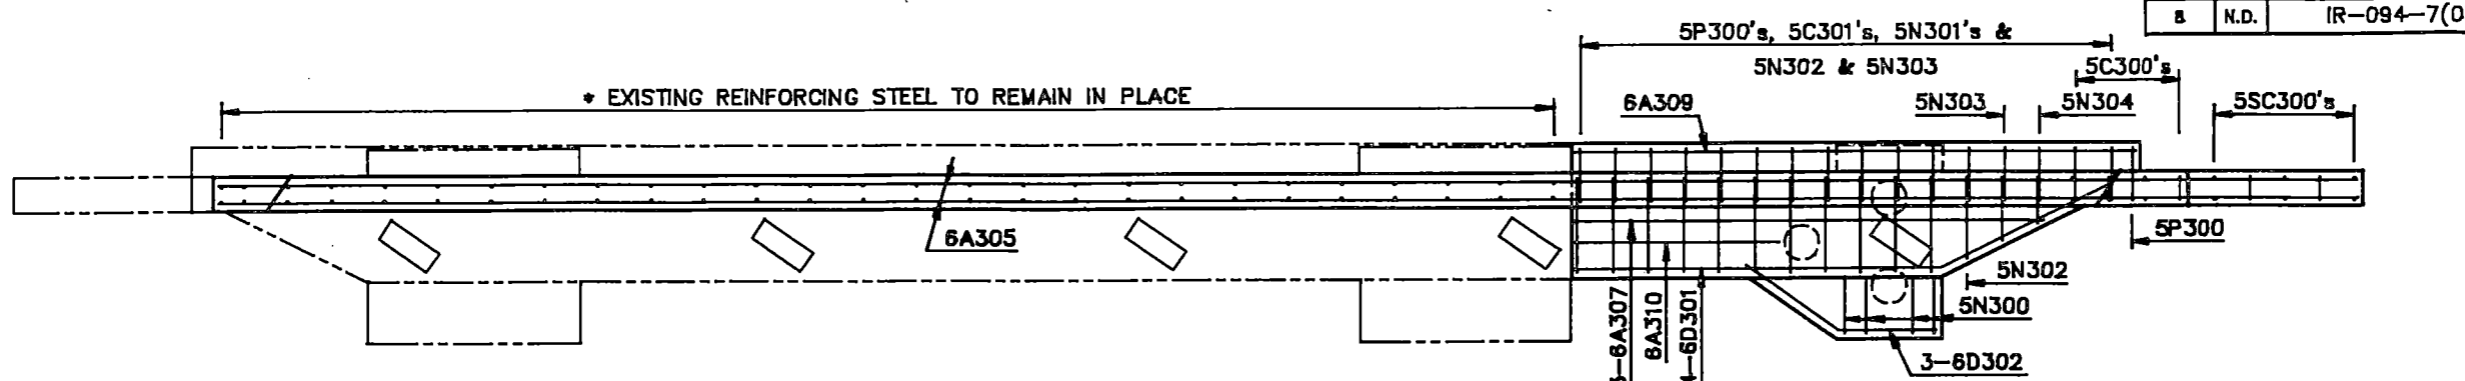 8 N.D. IR-094-7(0
5P300's, 5C301's, 5N301's &
5N302 & 5N303
5C300's
* EXISTING REINFORCING STEEL TO REMAIN IN PLACE
6A309
5N303
5N304
5SC300's
6A305
5P300
5N302
5N300
-6A307
6A310
-6D301
3-6D302